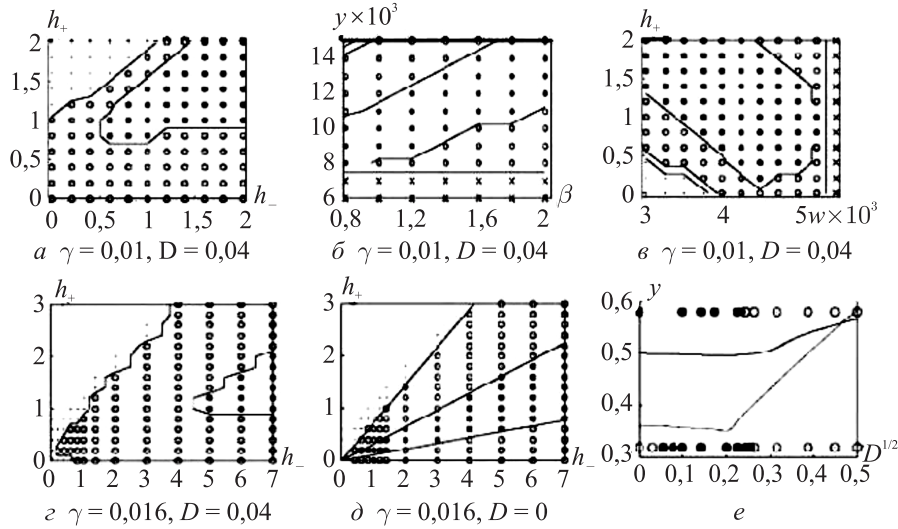 h₊
2
1,5
1
0,5
0
0 0,5 1 1,5 2
h₋
а γ = 0,01, D = 0,04
y × 10³
15
14
12
10
8
6
0,8 1,2 1,6 2
β
б γ = 0,01, D = 0,04
h₊
2
1,5
1
0,5
0
3 4 5w × 10³
в γ = 0,01, D = 0,04
h₊
3
2
1
0
0 1 2 3 4 5 6 7
h₋
г γ = 0,016, D = 0,04
h₊
3
2
1
0
0 1 2 3 4 5 6 7
h₋
д γ = 0,016, D = 0
y
0,6
0,5
0,4
0,3
0 0,1 0,2 0,3 0,4 0,5
D^1/2
е